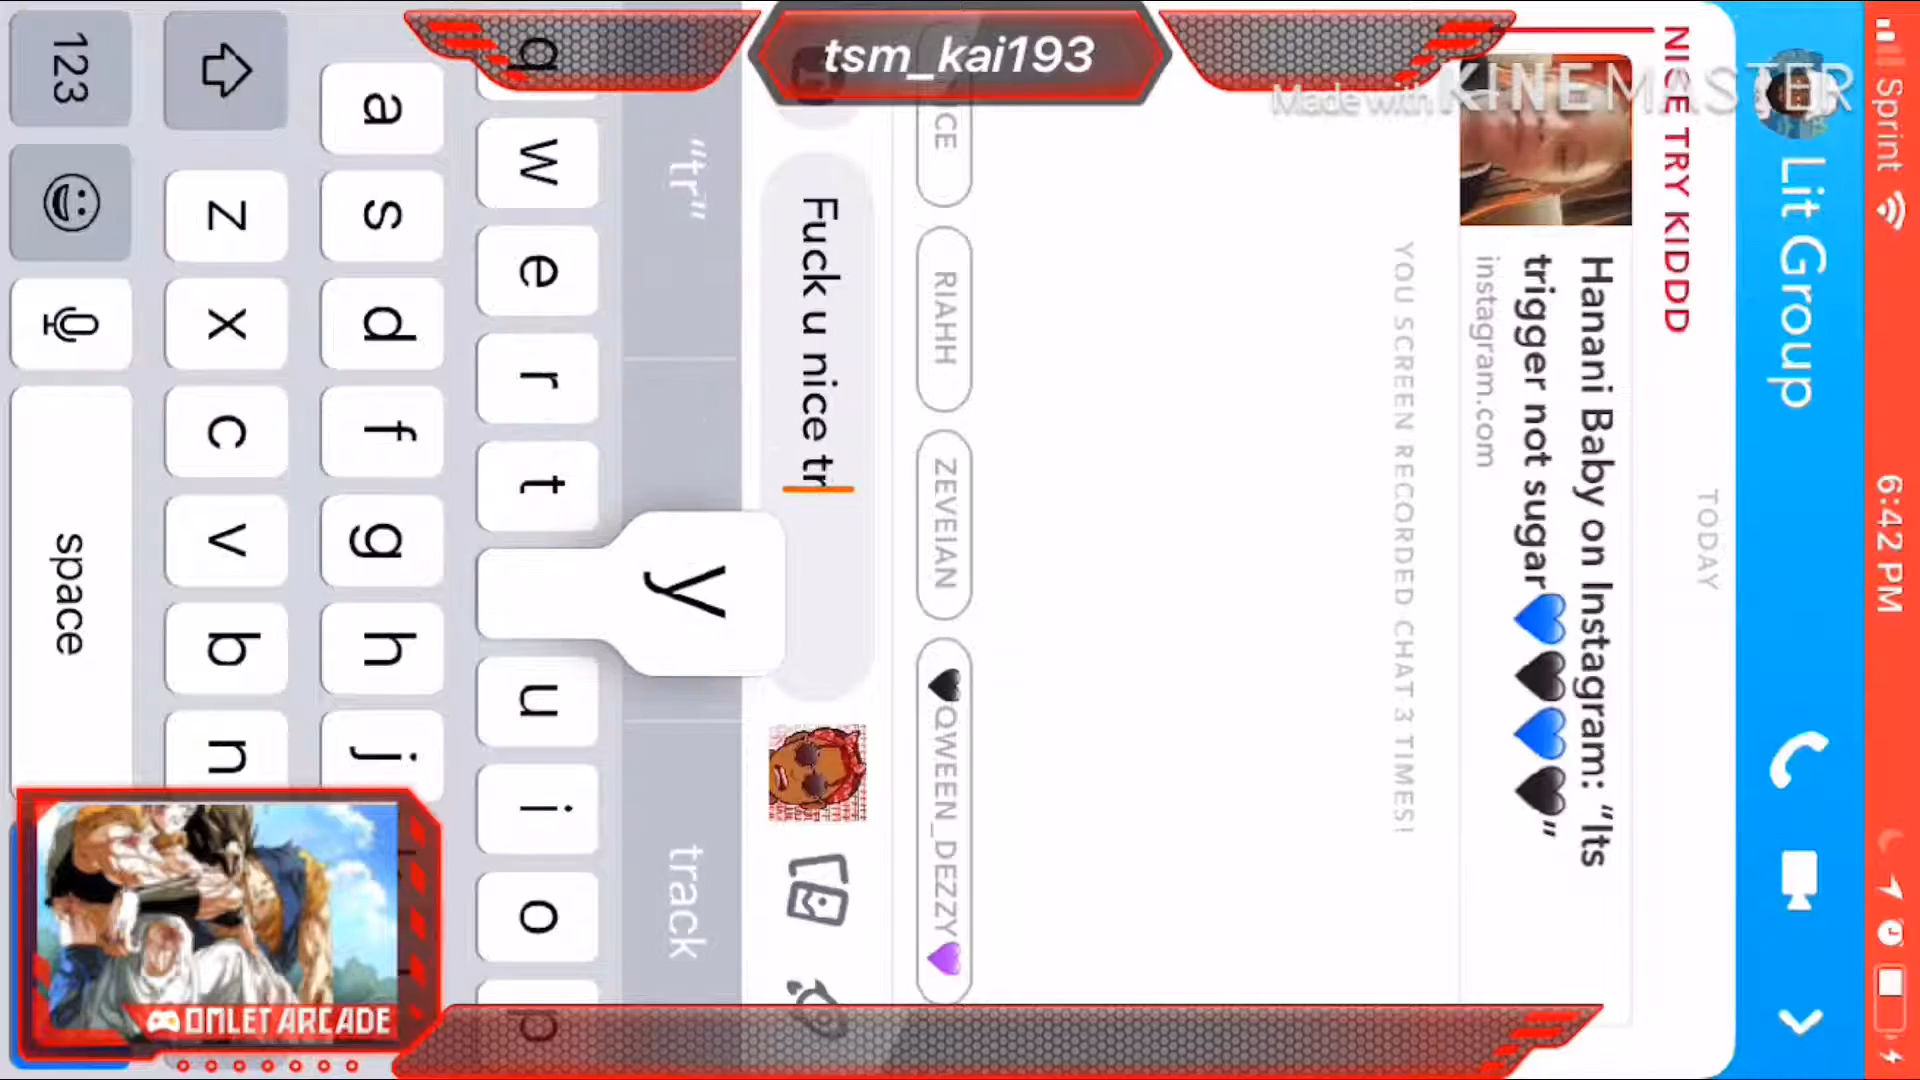 tsm_kai193
Made with KINEMASTER
Sprint
6:42 PM
Lit Group
TODAY
NICE TRY KIDDD
Hanani Baby on Instagram: “Its
trigger not sugar💙🖤💙🖤”
instagram.com
YOU SCREEN RECORDED CHAT 3 TIMES!
RIAHH
ZEVEIAN
🖤QWEEN_DEZZY💜
Fuck u nice tr
“tr”
track
q w e r t y u i o p
a s d f g h j
z x c v b n
123
space
OMLET ARCADE